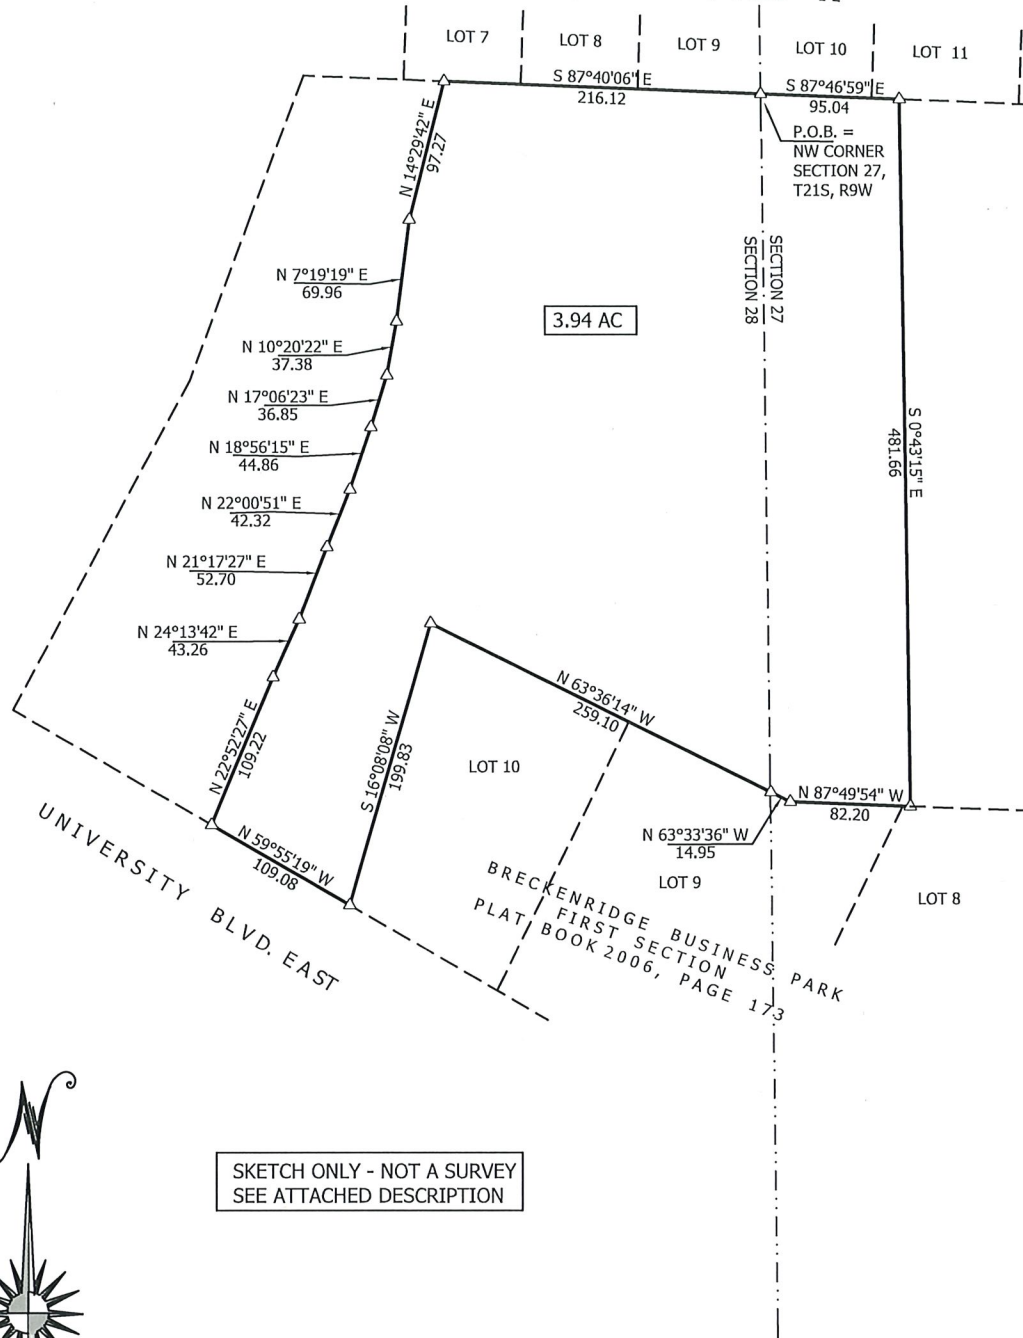 LOT 7
LOT 8
LOT 9
LOT 10
LOT 11
S 87°40'06" E
216.12
S 87°46'59" E
95.04
P.O.B. =
NW CORNER
SECTION 27,
T21S, R9W
N 14°29'42" E
97.27
SECTION 27
SECTION 28
N 7°19'19" E
69.96
3.94 AC
N 10°20'22" E
37.38
N 17°06'23" E
36.85
N 18°56'15" E
44.86
S 0°43'15" E
481.66
N 22°00'51" E
42.32
N 21°17'27" E
52.70
N 24°13'42" E
43.26
N 22°52'27" E
109.22
S 16°08'08" W
199.83
N 63°36'14" W
259.10
LOT 10
N 87°49'54" W
82.20
N 63°33'36" W
14.95
N 59°55'19" W
109.08
LOT 9
LOT 8
UNIVERSITY BLVD. EAST
BRECKENRIDGE BUSINESS PARK
FIRST SECTION
PLAT BOOK 2006, PAGE 173
N
SKETCH ONLY - NOT A SURVEY
SEE ATTACHED DESCRIPTION